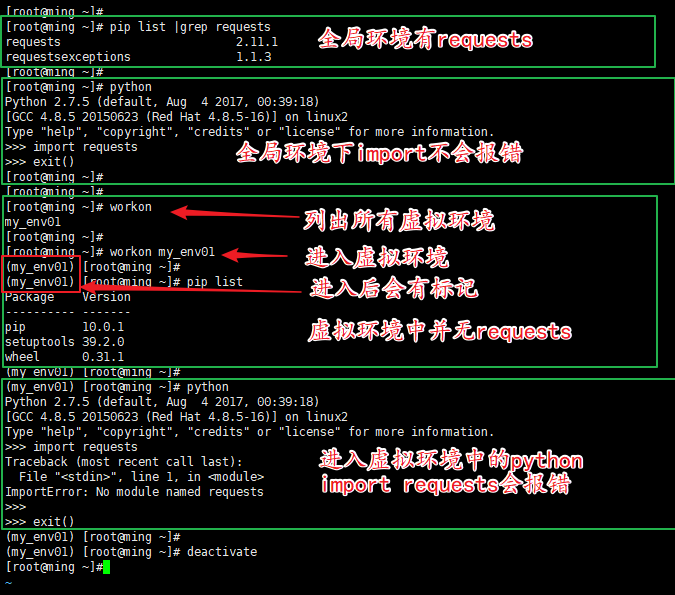 [root@ming ~]#
[root@ming ~]# pip list |grep requests
requests 2.11.1
全局环境有requests
requestsexceptions 1.1.3
[root@ming ~]#
[root@ming ~]# python
Python 2.7.5 (default, Aug  4 2017, 00:39:18)
[GCC 4.8.5 20150623 (Red Hat 4.8.5-16)] on linux2
Type "help", "copyright", "credits" or "license" for more information.
>>> import requests
全局环境下import不会报错
>>> exit()
[root@ming ~]#
[root@ming ~]#
[root@ming ~]# workon
列出所有虚拟环境
my_env01
[root@ming ~]#
[root@ming ~]# workon my_env01
进入虚拟环境
(my_env01) [root@ming ~]#
(my_env01) [root@ming ~]# pip list
进入后会有标记
Package Version
---------- -------
pip 10.0.1
虚拟环境中并无requests
setuptools 39.2.0
wheel 0.31.1
(my_env01) [root@ming ~]#
(my_env01) [root@ming ~]# python
Python 2.7.5 (default, Aug  4 2017, 00:39:18)
[GCC 4.8.5 20150623 (Red Hat 4.8.5-16)] on linux2
Type "help", "copyright", "credits" or "license" for more information.
>>> import requests
Traceback (most recent call last):
进入虚拟环境中的python
File "<stdin>", line 1, in <module>
import requests会报错
ImportError: No module named requests
>>>
>>> exit()
(my_env01) [root@ming ~]#
(my_env01) [root@ming ~]# deactivate
[root@ming ~]#
~